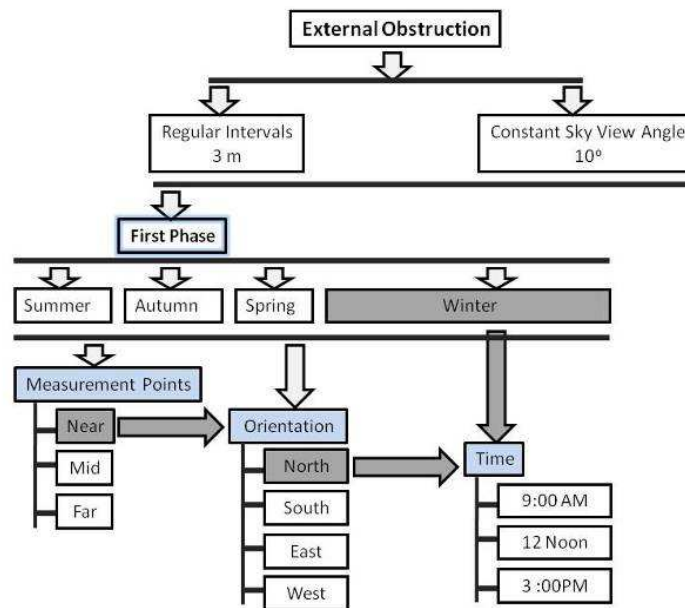 External Obstruction
Regular Intervals
3 m
Constant Sky View Angle
10°
First Phase
Summer
Autumn
Spring
Winter
Measurement Points
Near
Mid
Far
Orientation
North
South
East
West
Time
9:00 AM
12 Noon
3 :00PM